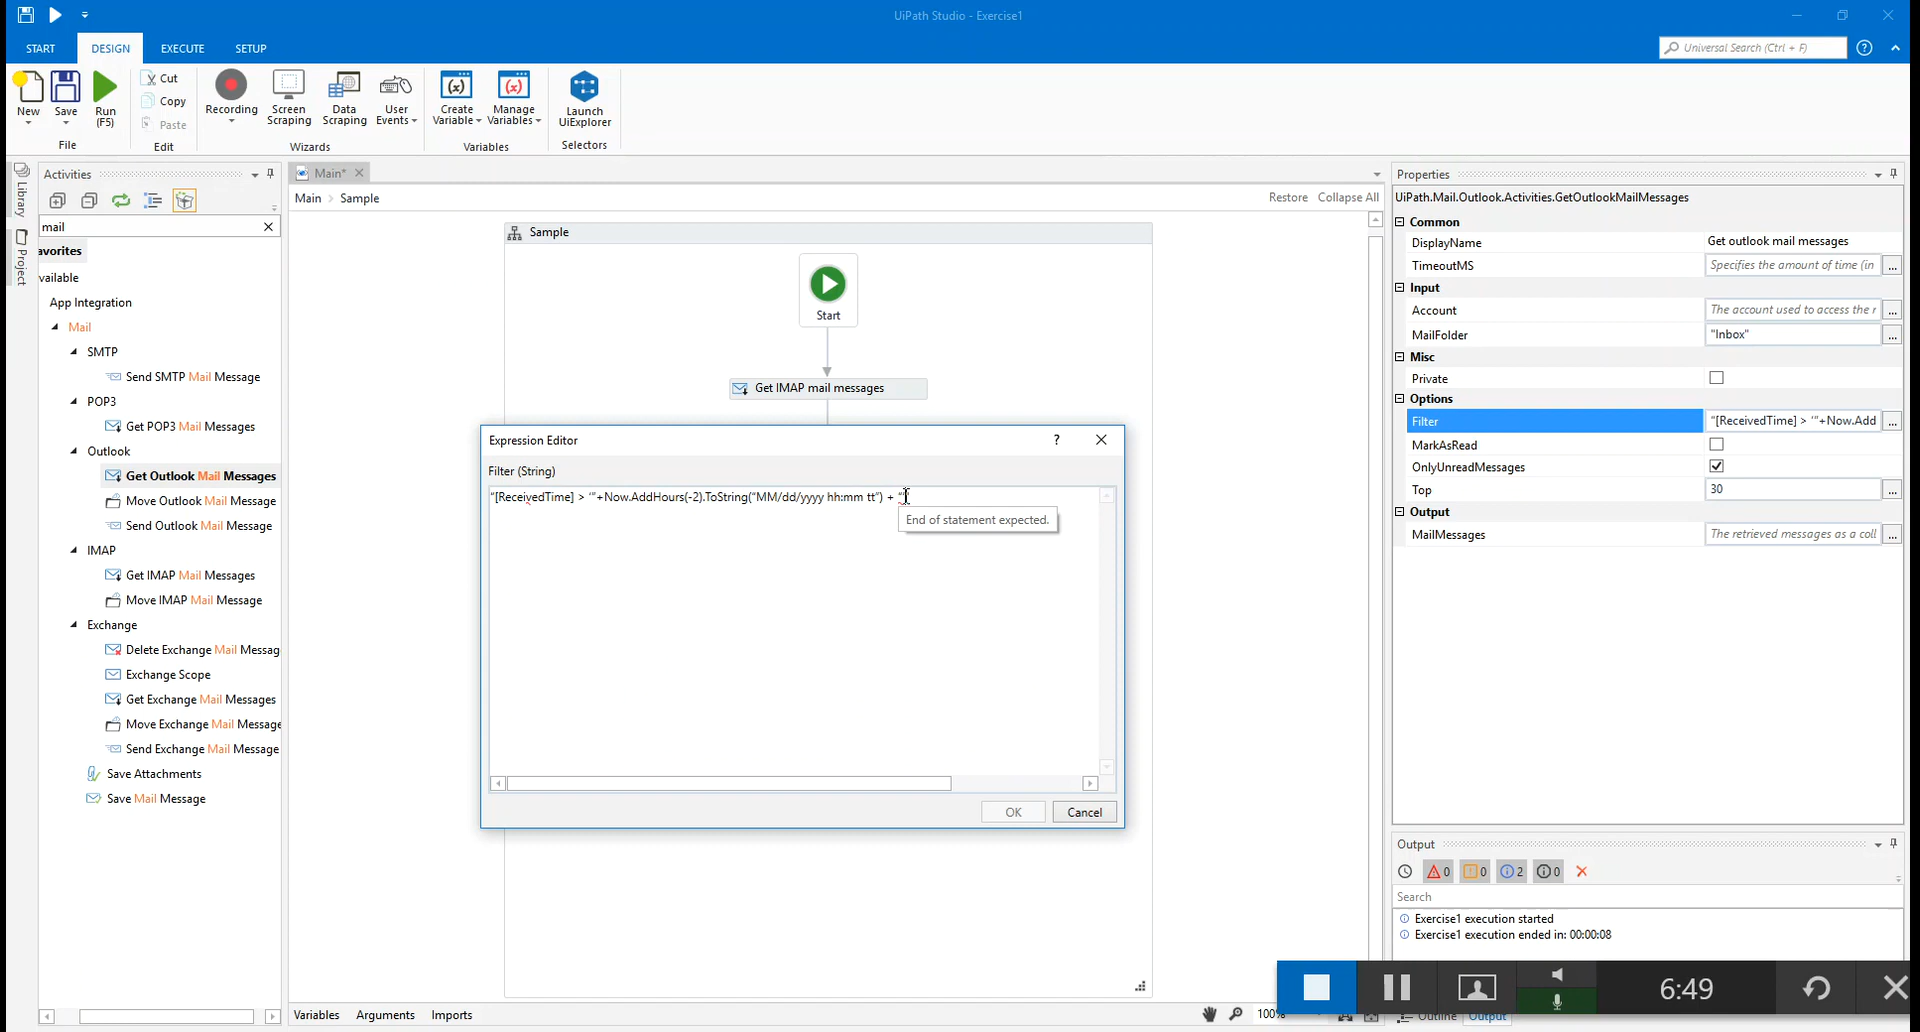 UiPath Studio - Exercise1
START DESIGN EXECUTE SETUP
Universal Search (Ctrl + F)
New
Save
Run
(F5)
File
Cut
Copy
Paste
Edit
Recording
Screen
Scraping
Data
Scraping
User
Events
Wizards
Create
Variable
Manage
Variables
Variables
Launch
UiExplorer
Selectors
Library
Project
Activities
mail
avorites
vailable
App Integration
Mail
SMTP
Send SMTP Mail Message
POP3
Get POP3 Mail Messages
Outlook
Get Outlook Mail Messages
Move Outlook Mail Message
Send Outlook Mail Message
IMAP
Get IMAP Mail Messages
Move IMAP Mail Message
Exchange
Delete Exchange Mail Messag
Exchange Scope
Get Exchange Mail Messages
Move Exchange Mail Message
Send Exchange Mail Message
Save Attachments
Save Mail Message
Main*
Main > Sample
Restore Collapse All
Sample
Start
Get IMAP mail messages
Expression Editor
?
Filter (String)
“[ReceivedTime] > ‘”+Now.AddHours(-2).ToString(“MM/dd/yyyy hh:mm tt”) +
End of statement expected.
OK Cancel
Variables Arguments Imports
100%
Properties
UiPath.Mail.Outlook.Activities.GetOutlookMailMessages
Common
DisplayName Get outlook mail messages
TimeoutMS Specifies the amount of time (in ...
Input
Account The account used to access the r ...
MailFolder "Inbox" ...
Misc
Private
Options
Filter “[ReceivedTime] > ‘”+Now.Add ...
MarkAsRead
OnlyUnreadMessages
Top 30 ...
Output
MailMessages The retrieved messages as a coll ...
Output
0 0 2 0
Search
Exercise1 execution started
Exercise1 execution ended in: 00:00:08
6:49
Outline Output